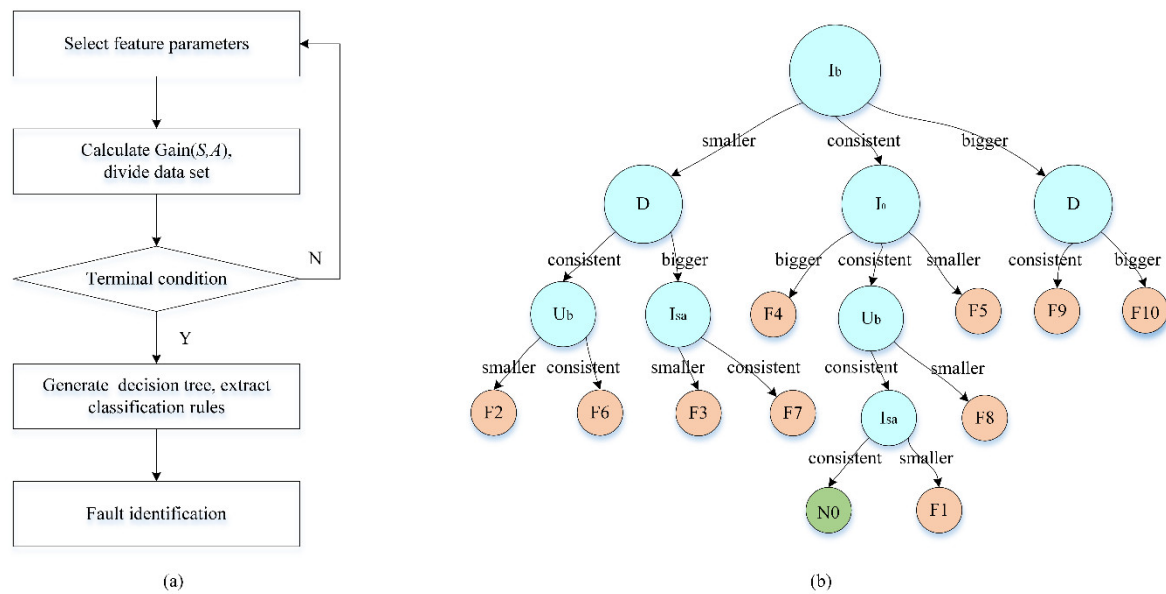 Select feature parameters
Calculate Gain(S,A),
divide data set
Terminal condition
N
Y
Generate decision tree, extract
classification rules
Fault identification
(a)
Ib
smaller
consistent
bigger
D
I0
D
consistent
bigger
bigger
consistent
smaller
consistent
bigger
Ub
Isa
F4
Ub
F5
F9
F10
smaller
consistent
smaller
consistent
consistent
smaller
F2
F6
F3
F7
Isa
F8
consistent
smaller
N0
F1
(b)